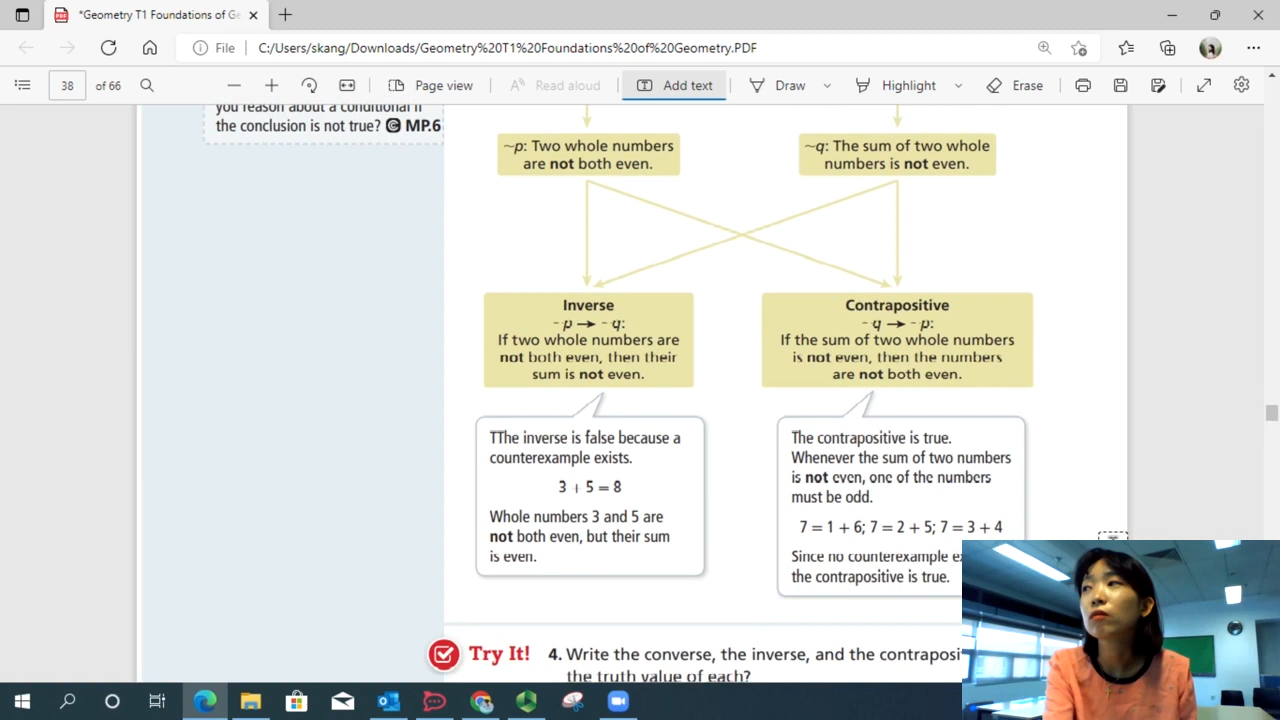 *Geometry T1 Foundations of Ge
File
C:/Users/skang/Downloads/Geometry%20T1%20Foundations%20of%20Geometry.PDF
38
of 66
Page view
Read aloud
Add text
Draw
Highlight
Erase
you reason about a conditional if
the conclusion is not true? MP.6
~p: Two whole numbers
are not both even.
~q: The sum of two whole
numbers is not even.
Inverse
~p → ~q:
If two whole numbers are
not both even, then their
sum is not even.
Contrapositive
~q → ~p:
If the sum of two whole numbers
is not even, then the numbers
are not both even.
TThe inverse is false because a
counterexample exists.
3 + 5 = 8
Whole numbers 3 and 5 are
not both even, but their sum
is even.
The contrapositive is true.
Whenever the sum of two numbers
is not even, one of the numbers
must be odd.
7 = 1 + 6; 7 = 2 + 5; 7 = 3 + 4
Since no counterexample e
the contrapositive is true.
Try It!
4. Write the converse, the inverse, and the contraposi
the truth value of each?